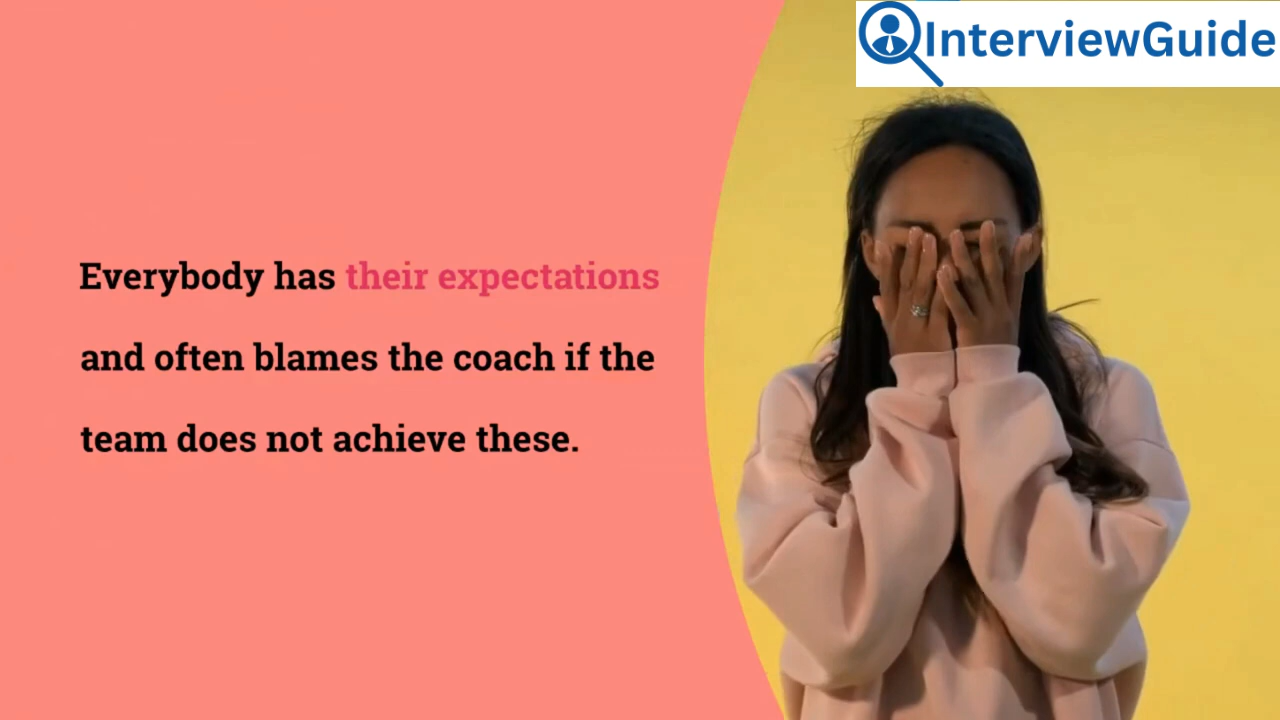 InterviewGuide
Everybody has their expectations
and often blames the coach if the
team does not achieve these.